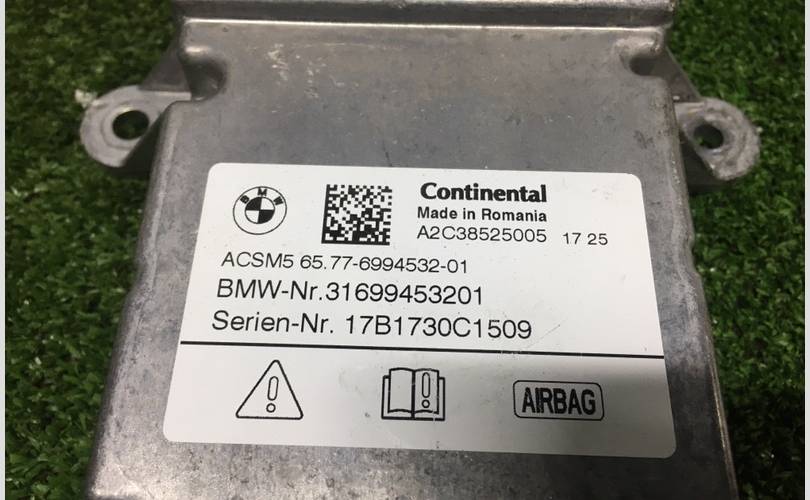 BMW
Continental
Made in Romania
A2C38525005 17 25
ACSM5 65.77-6994532-01
BMW-Nr.31699453201
Serien-Nr. 17B1730C1509
AIRBAG